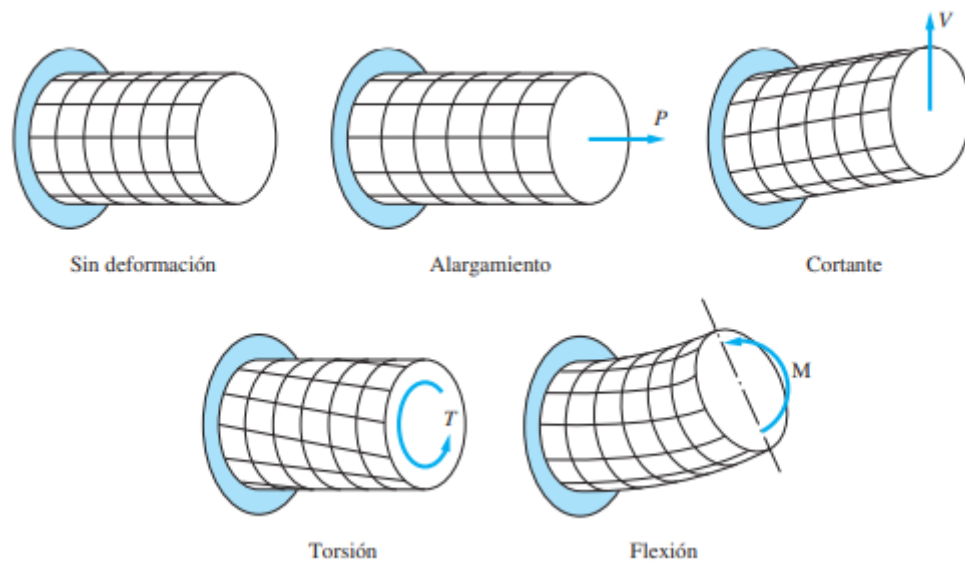 V
P
Sin deformación
Alargamiento
Cortante
M
T
Torsión
Flexión